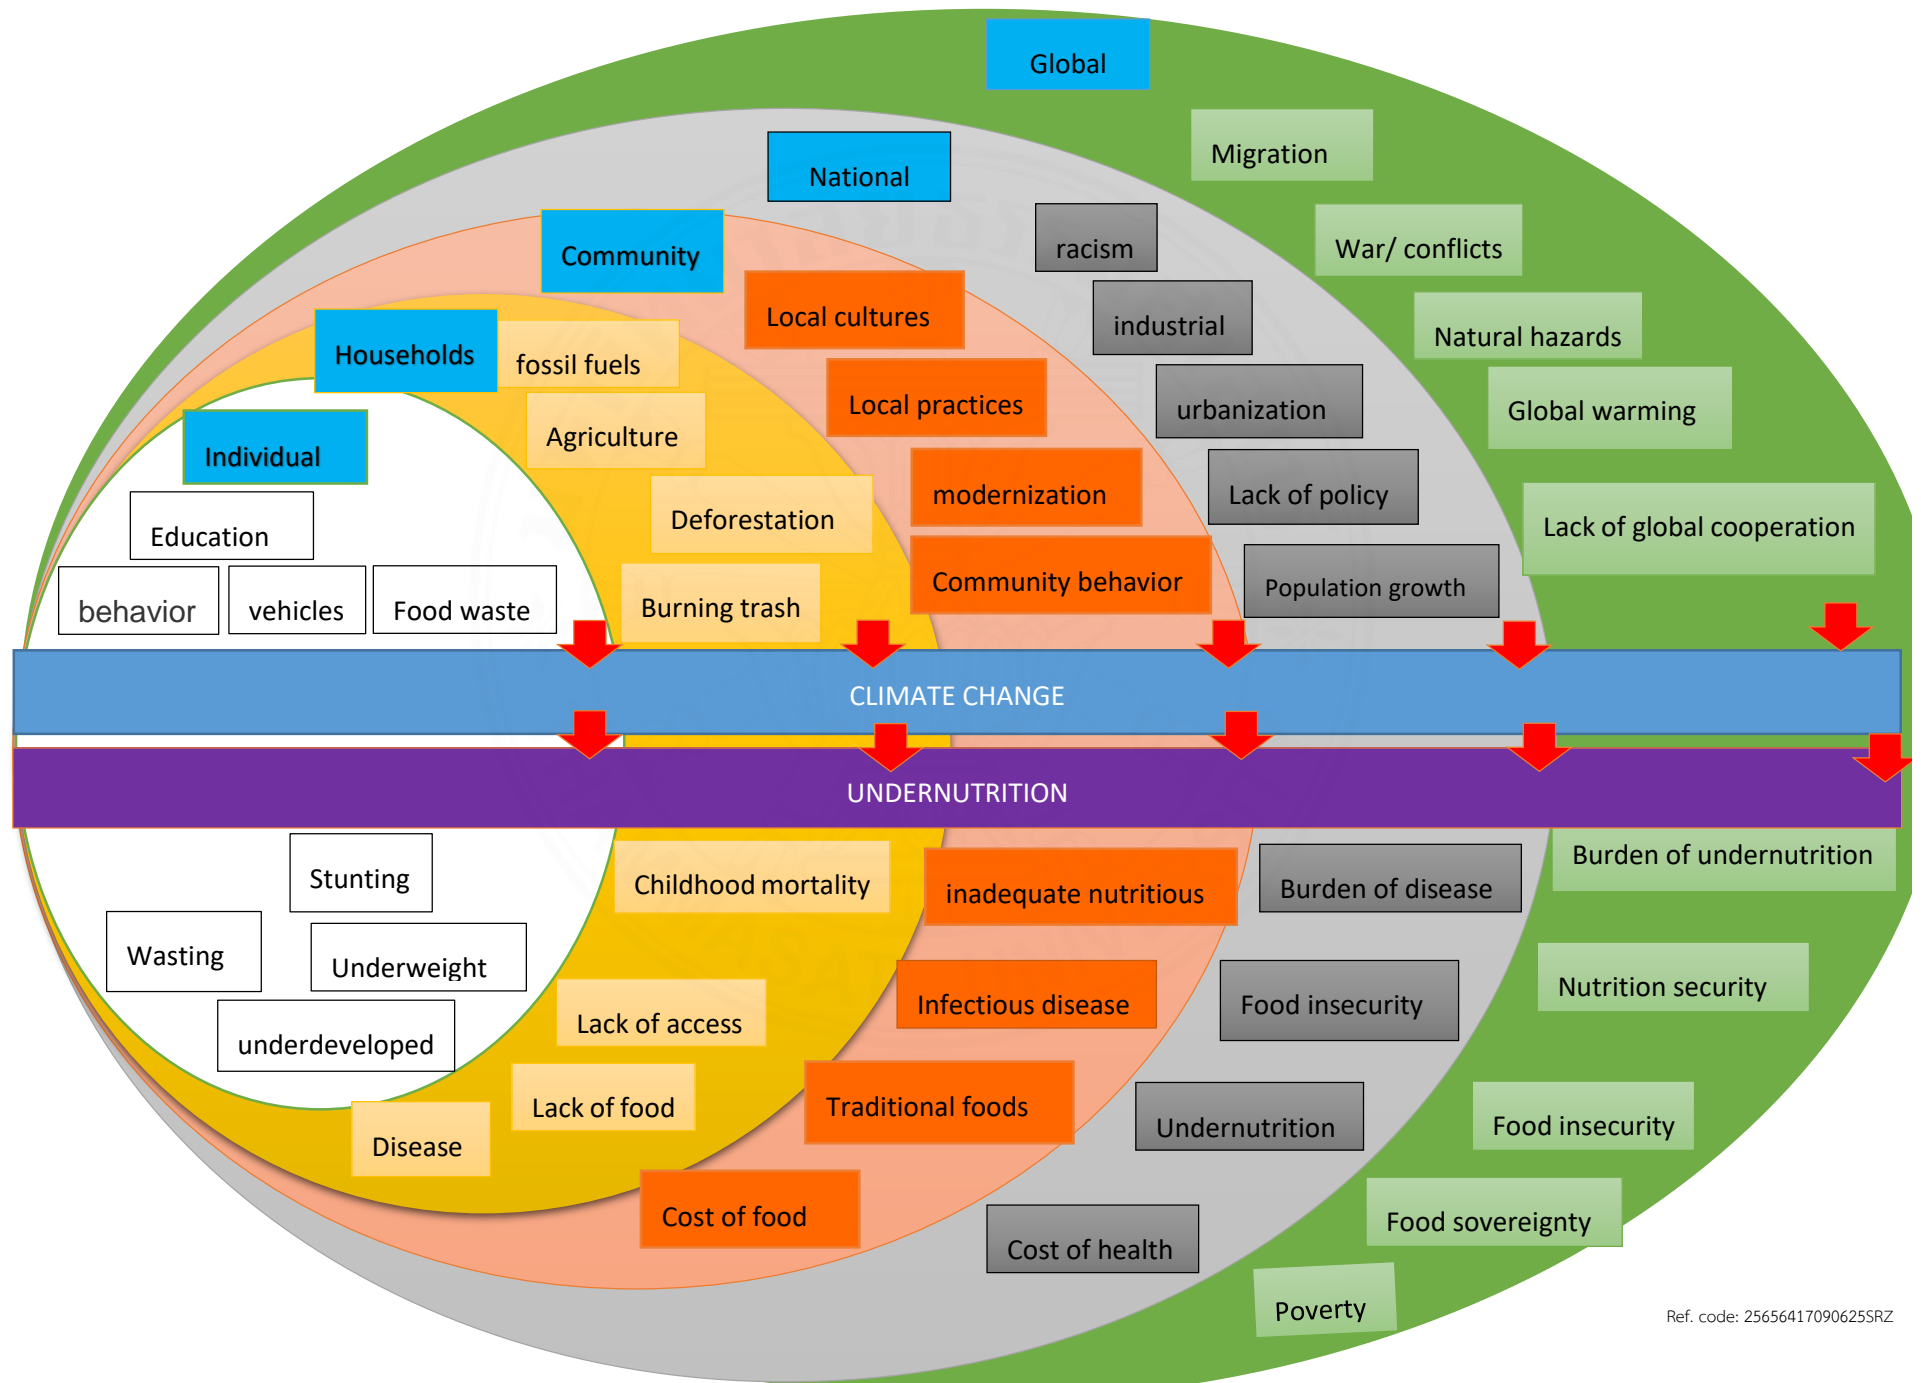 Global
Migration
National
War/ conflicts
racism
Community
Local cultures
industrial
Natural hazards
Households
fossil fuels
Local practices
urbanization
Global warming
Individual
Agriculture
modernization
Lack of policy
Education
Deforestation
Lack of global cooperation
behavior
vehicles
Food waste
Burning trash
Community behavior
Population growth
CLIMATE CHANGE
UNDERNUTRITION
Stunting
Childhood mortality
inadequate nutritious
Burden of disease
Burden of undernutrition
Wasting
Underweight
Infectious disease
Food insecurity
Nutrition security
underdeveloped
Lack of access
Lack of food
Traditional foods
Undernutrition
Food insecurity
Disease
Cost of food
Cost of health
Food sovereignty
Poverty
Ref. code: 25656417090625SRZ